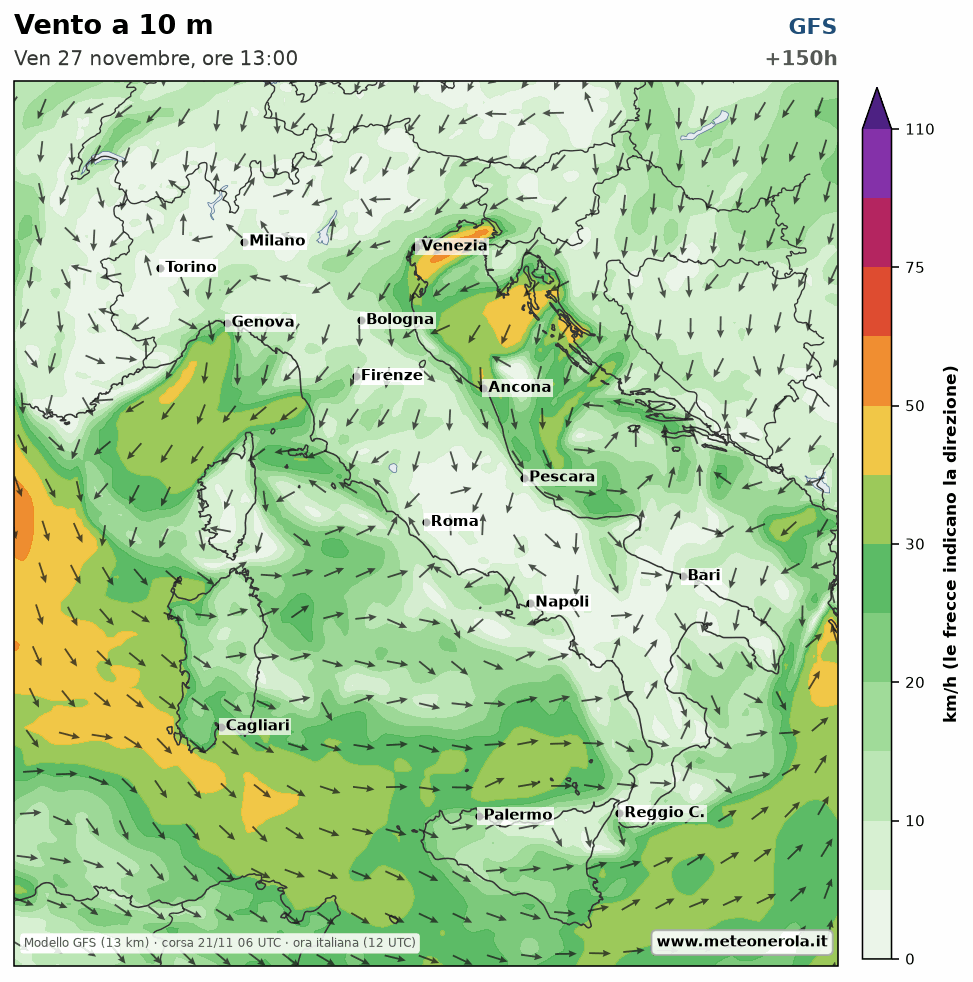 Vento a 10 m
GFS
Ven 27 novembre, ore 13:00
+150h
Venezia
Milano
Torino
Genova
Bologna
Firenze
Ancona
Pescara
Roma
Bari
Napoli
Cagliari
Palermo
Reggio C.
Modello GFS (13 km) · corsa 21/11 06 UTC · ora italiana (12 UTC)
www.meteonerola.it
110
75
50
30
20
10
0
km/h (le frecce indicano la direzione)